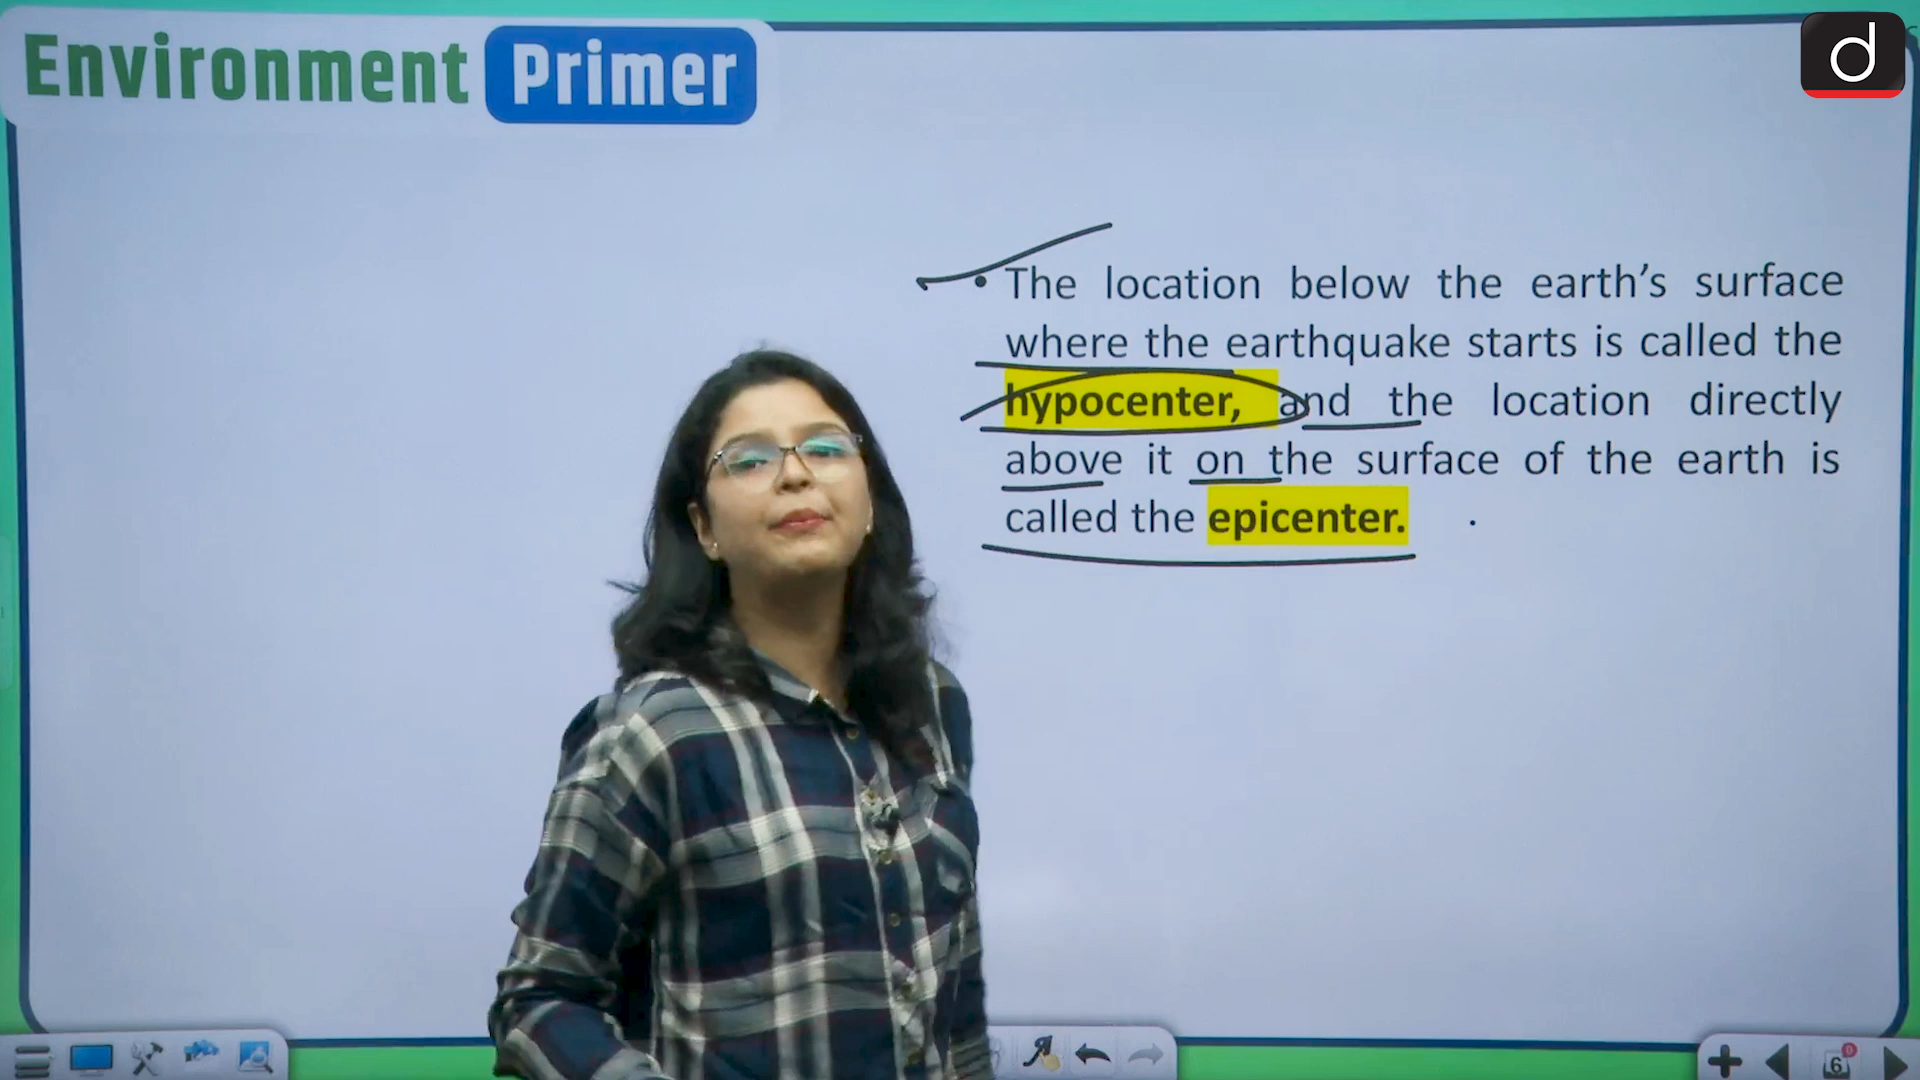 Environment Primer
d
• The location below the earth’s surface
where the earthquake starts is called the
hypocenter, and the location directly
above it on the surface of the earth is
called the epicenter.
6